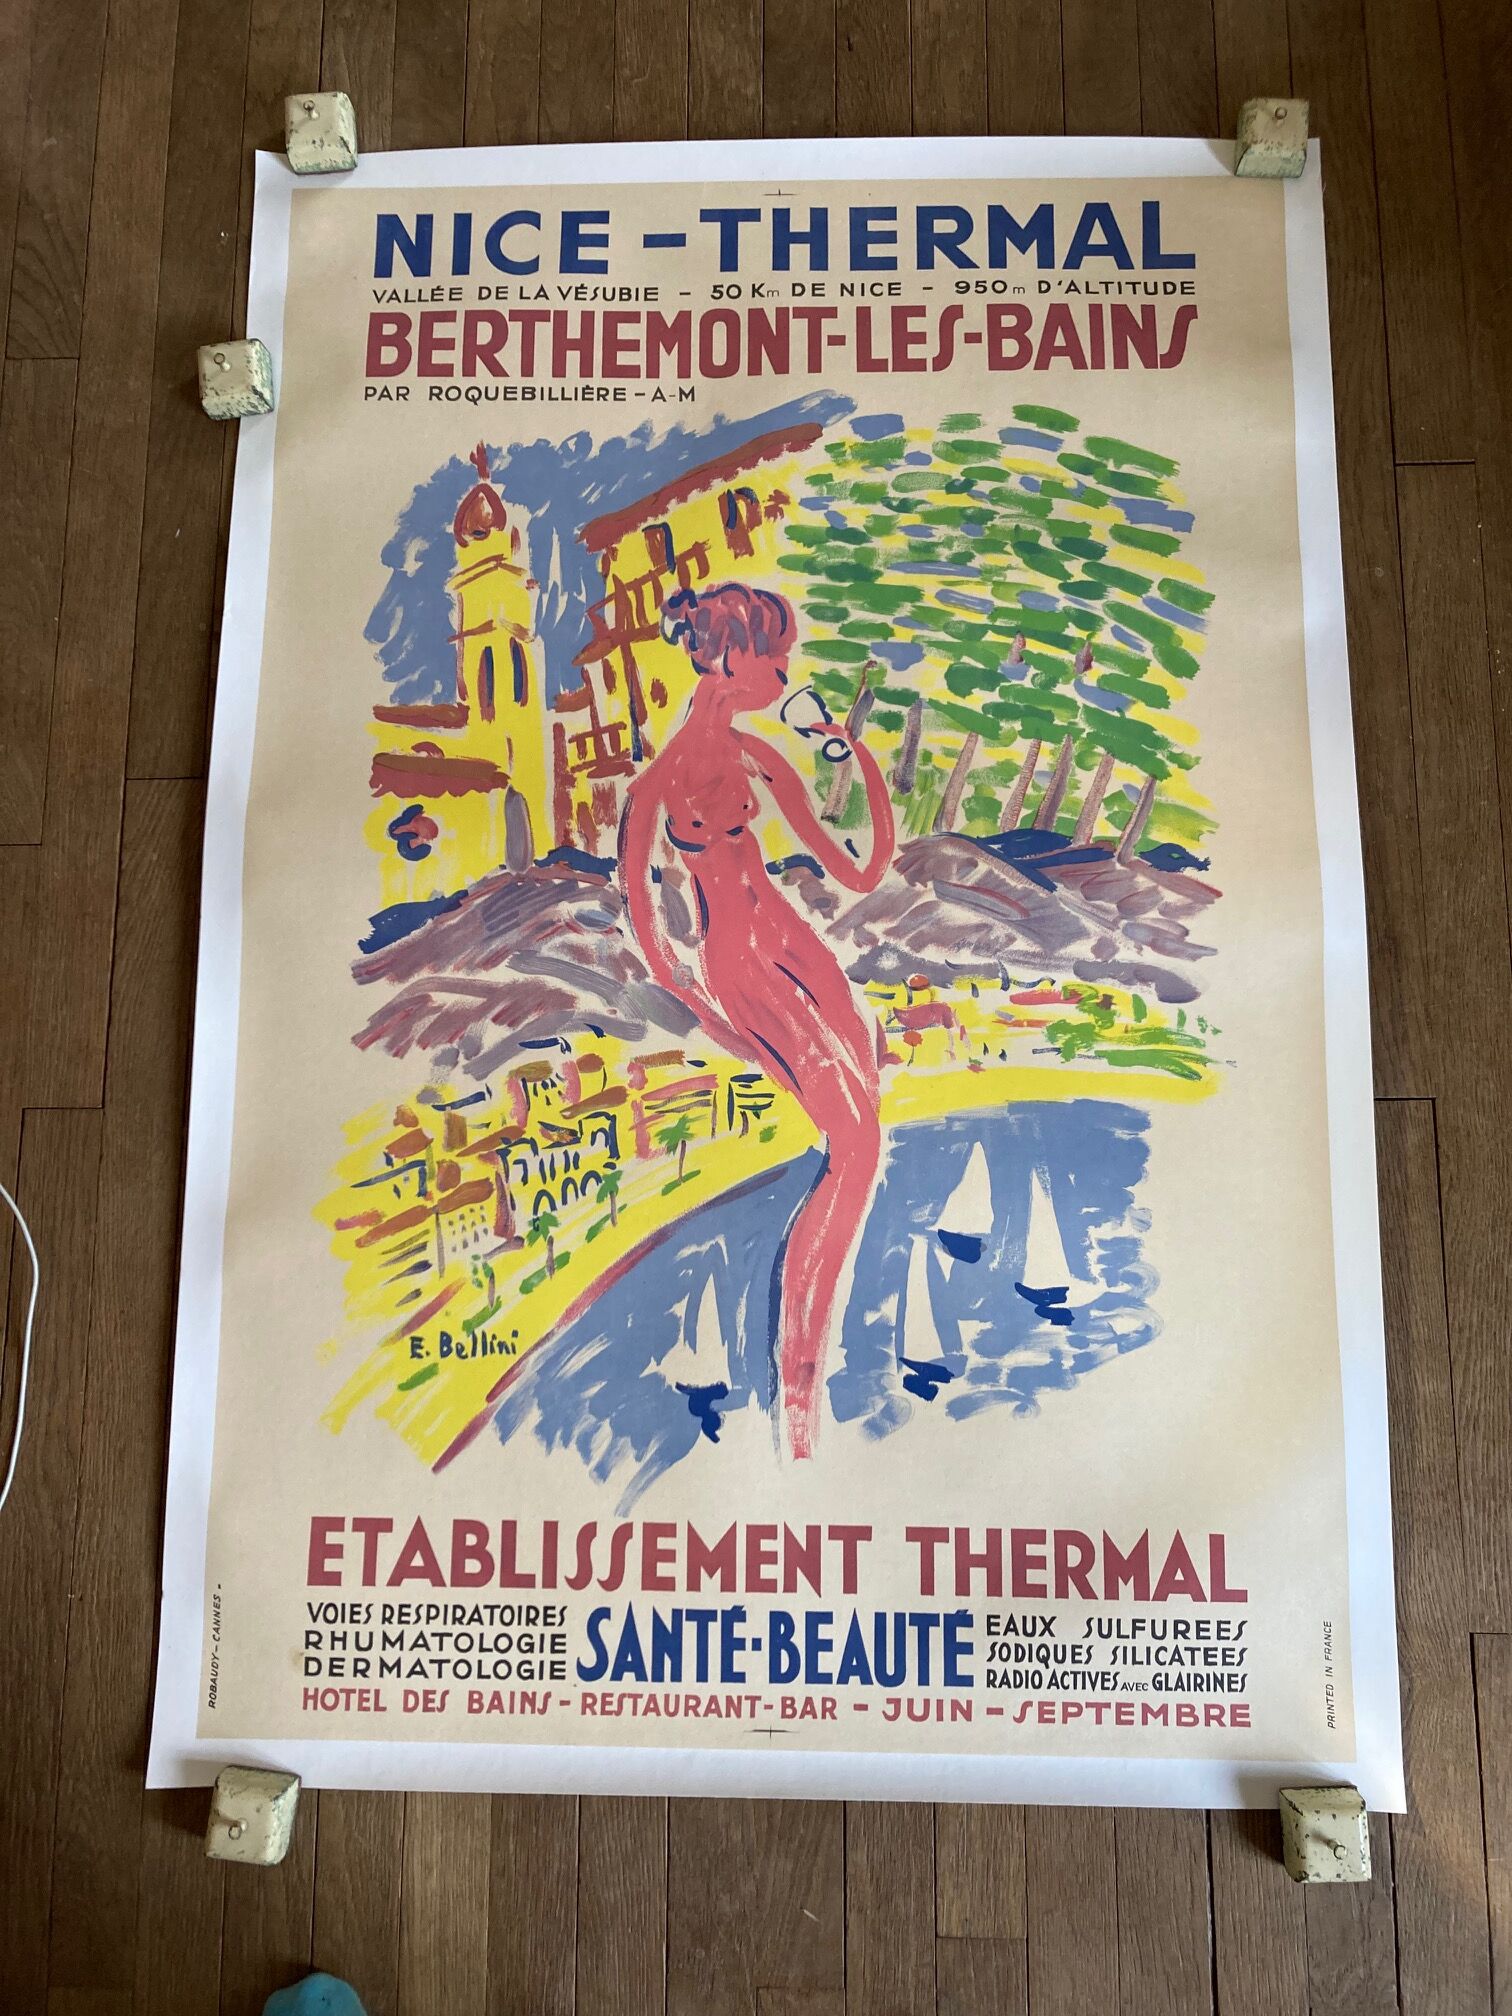 NICE - THERMAL
VALLÉE DE LA VÉSUBIE - 50 Km DE NICE - 950m D'ALTITUDE
BERTHEMONT-LES-BAINS
PAR ROQUEBILLIÈRE - A-M
E. Bellini
ETABLISSEMENT THERMAL
VOIES RESPIRATOIRES
RHUMATOLOGIE
DERMATOLOGIE
SANTÉ-BEAUTÉ
EAUX SULFUREES
SODIQUES SILICATEES
RADIO ACTIVES AVEC GLAIRINES
HOTEL DES BAINS - RESTAURANT-BAR - JUIN - SEPTEMBRE
ROBAUDY - CANNES
PRINTED IN FRANCE